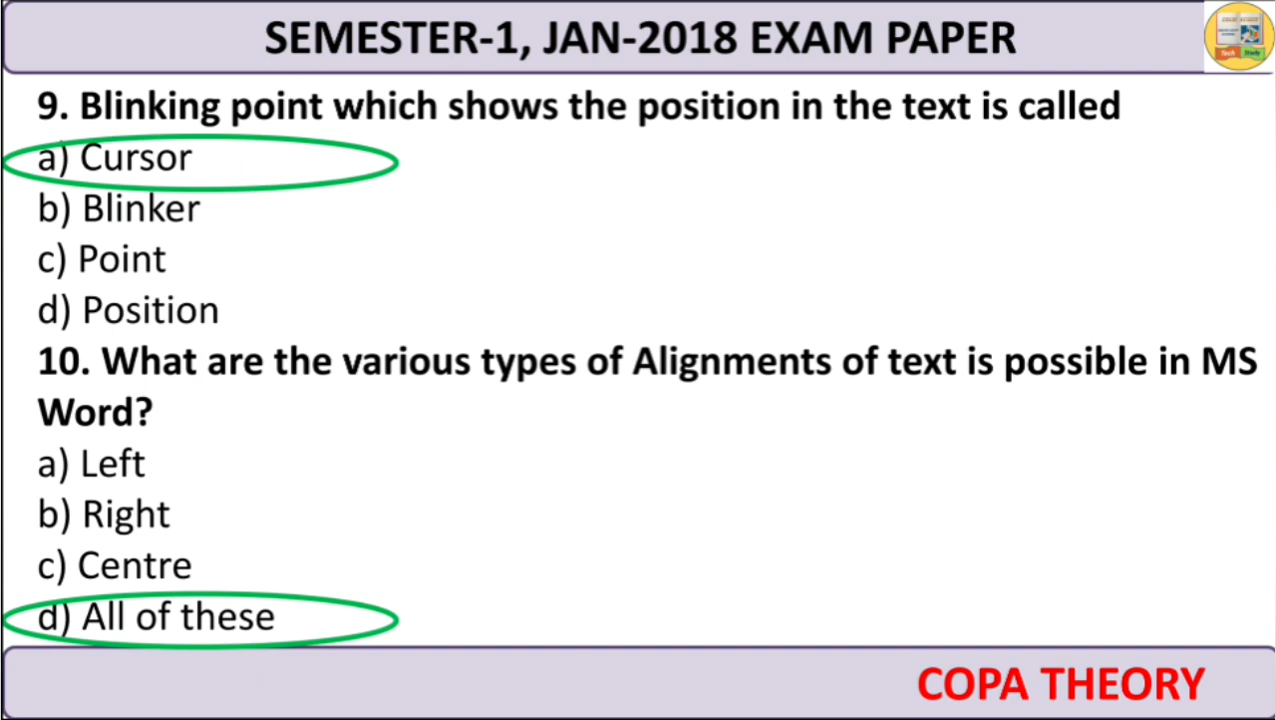 SEMESTER-1, JAN-2018 EXAM PAPER
Tech Study
9. Blinking point which shows the position in the text is called
a) Cursor
b) Blinker
c) Point
d) Position
10. What are the various types of Alignments of text is possible in MS
Word?
a) Left
b) Right
c) Centre
d) All of these
COPA THEORY